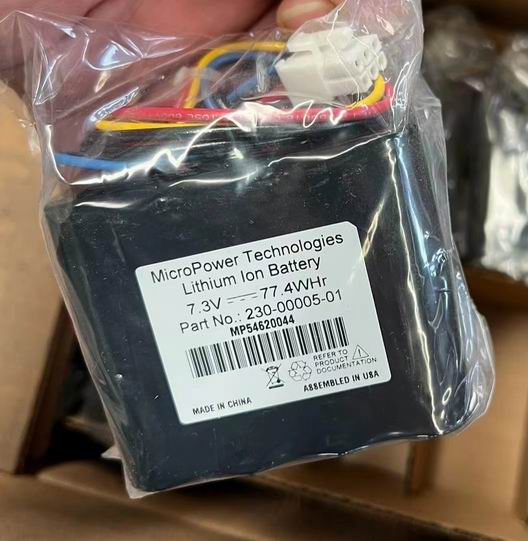 MicroPower Technologies
Lithium Ion Battery
7.3V 77.4WHr
Part No.: 230-00005-01
MP54620044
REFER TO
PRODUCT
DOCUMENTATION
MADE IN CHINA
ASSEMBLED IN USA